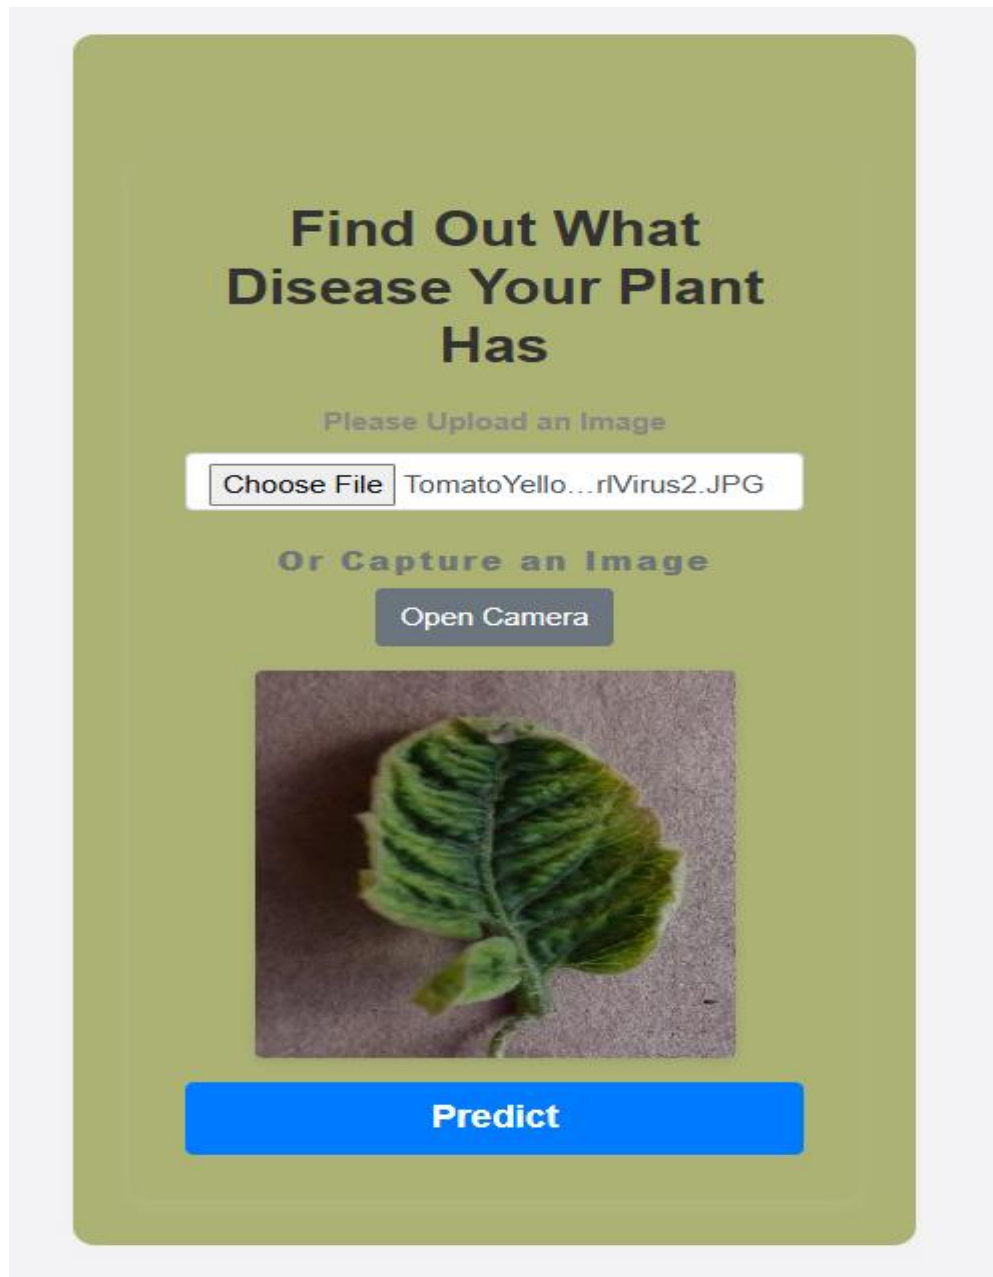 Find Out What
Disease Your Plant
Has
Please Upload an Image
Choose File TomatoYello...rlVirus2.JPG
Or Capture an Image
Open Camera
Predict